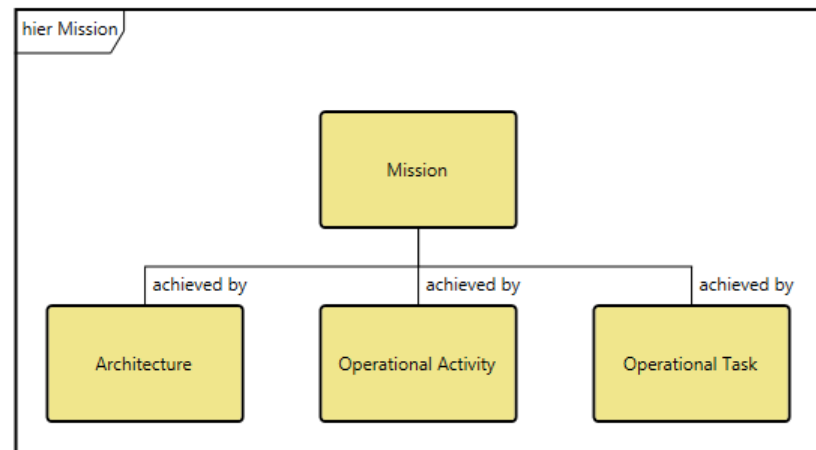 hier Mission
Mission
achieved by
achieved by
achieved by
Architecture
Operational Activity
Operational Task